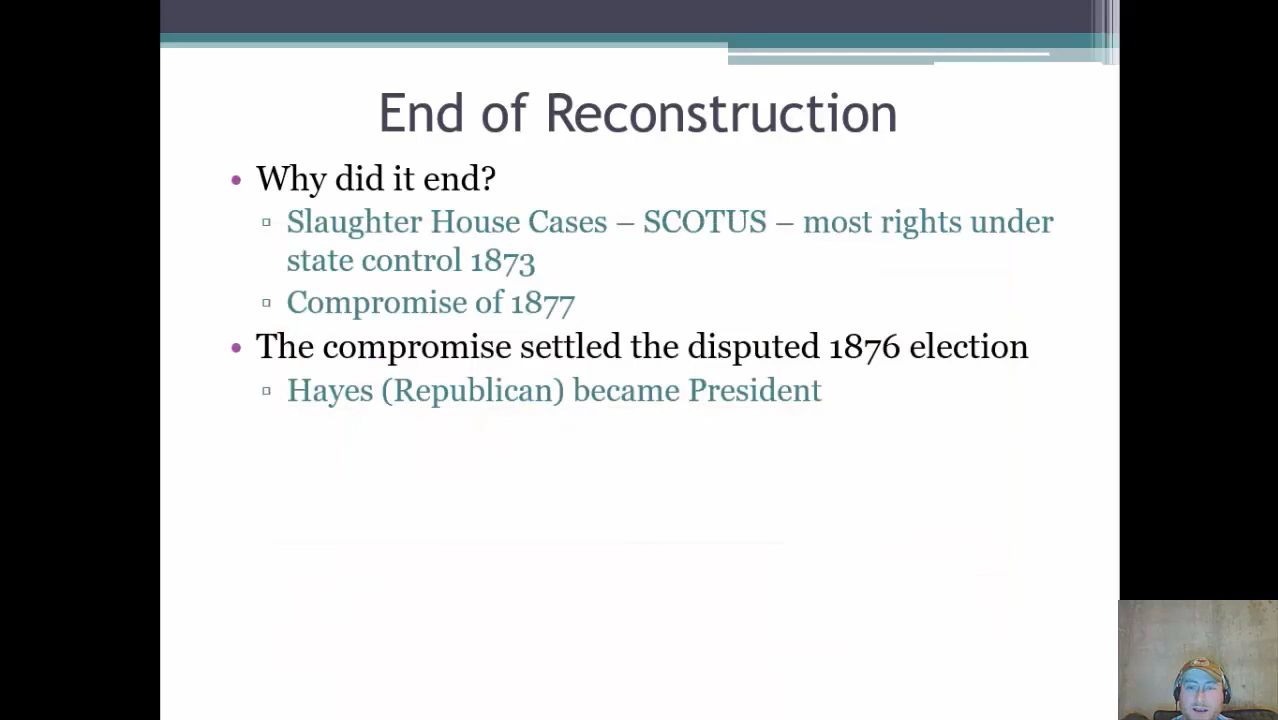 End of Reconstruction
• Why did it end?
▫ Slaughter House Cases – SCOTUS – most rights under
state control 1873
▫ Compromise of 1877
• The compromise settled the disputed 1876 election
▫ Hayes (Republican) became President